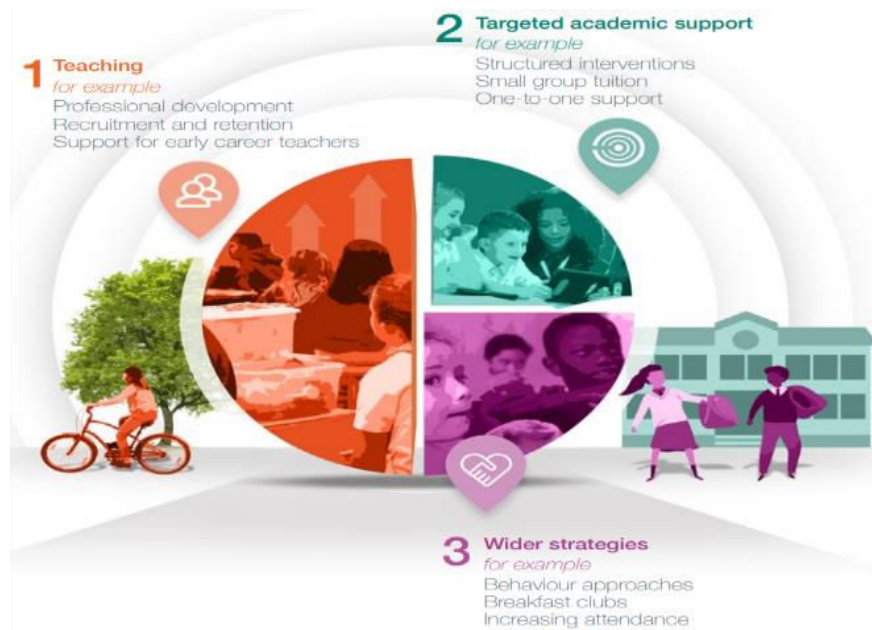 1 Teaching
for example
Professional development
Recruitment and retention
Support for early career teachers
2 Targeted academic support
for example
Structured interventions
Small group tuition
One-to-one support
3 Wider strategies
for example
Behaviour approaches
Breakfast clubs
Increasing attendance